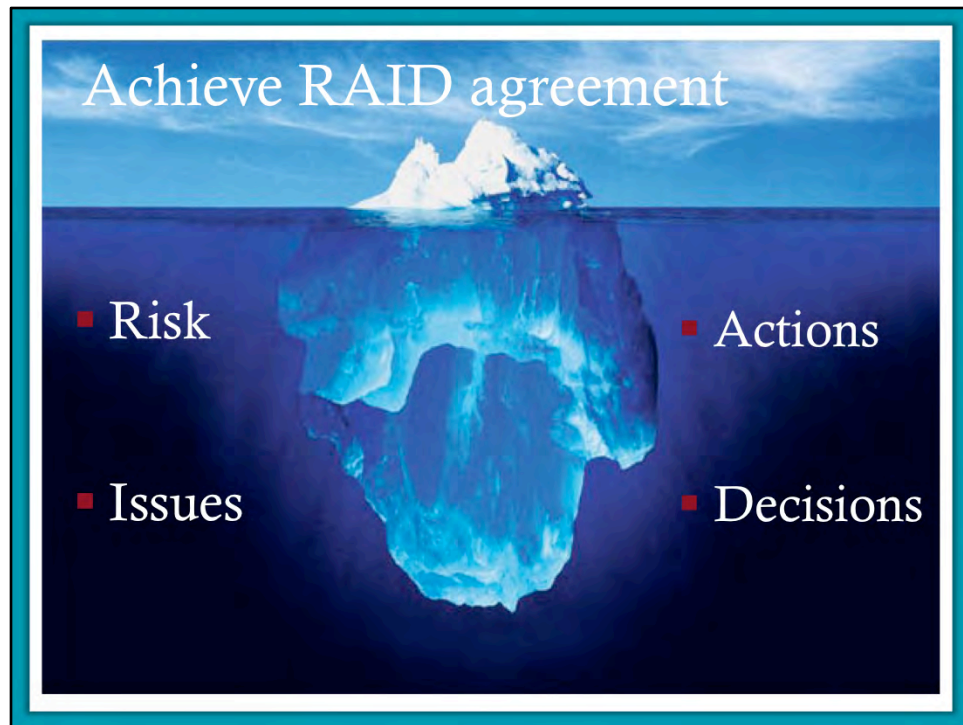 Achieve RAID agreement
Risk
Actions
Issues
Decisions